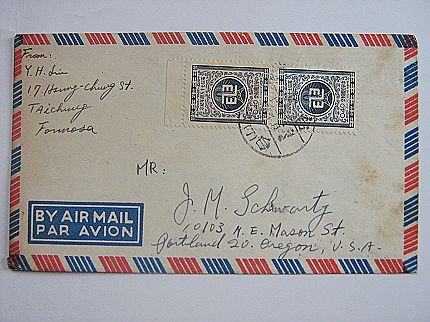 From:
Y. H. Lin
17 Heung-Chung St.
TAichung
Formosa
MR:
J. M. Schwartz
10103 N.E. Mason St.
Portland 20. Oregon, U.S.A.
BY AIR MAIL
PAR AVION